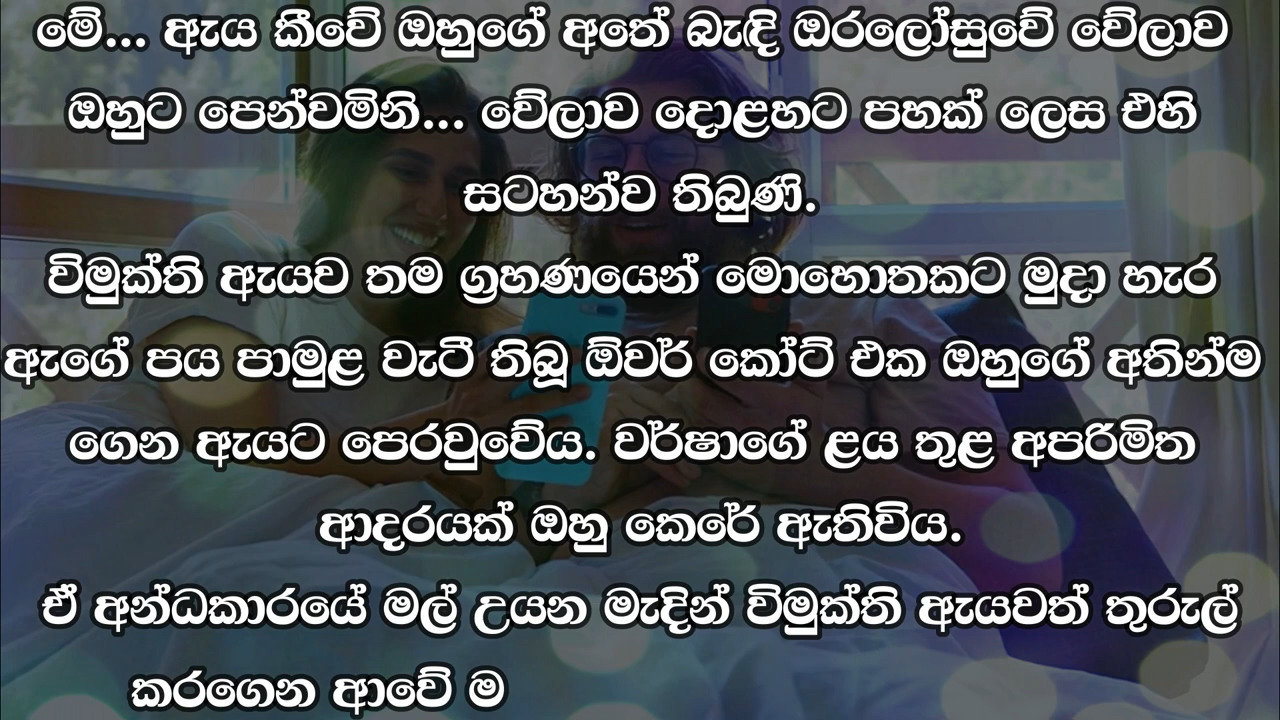 මේ... ඇය කීවේ ඔහුගේ අතේ බැඳි ඔරලෝසුවේ වේලාව
ඔහුට පෙන්වමිනි... වේලාව දොළහට පහක් ලෙස එහි
සටහන්ව තිබුණි.
විමුක්ති ඇයව තම ග්‍රහණයෙන් මොහොතකට මුදා හැර
ඇගේ පය පාමුළ වැටී තිබූ ඕවර් කෝට් එක ඔහුගේ අතින්ම
ගෙන ඇයට පෙරවුවේය. වර්ෂාගේ ළය තුළ අපරිමිත
ආදරයක් ඔහු කෙරේ ඇතිවිය.
ඒ අන්ධකාරයේ මල් උයන මැදින් විමුක්ති ඇයවත් තුරුල්
කරගෙන ආවේ ම